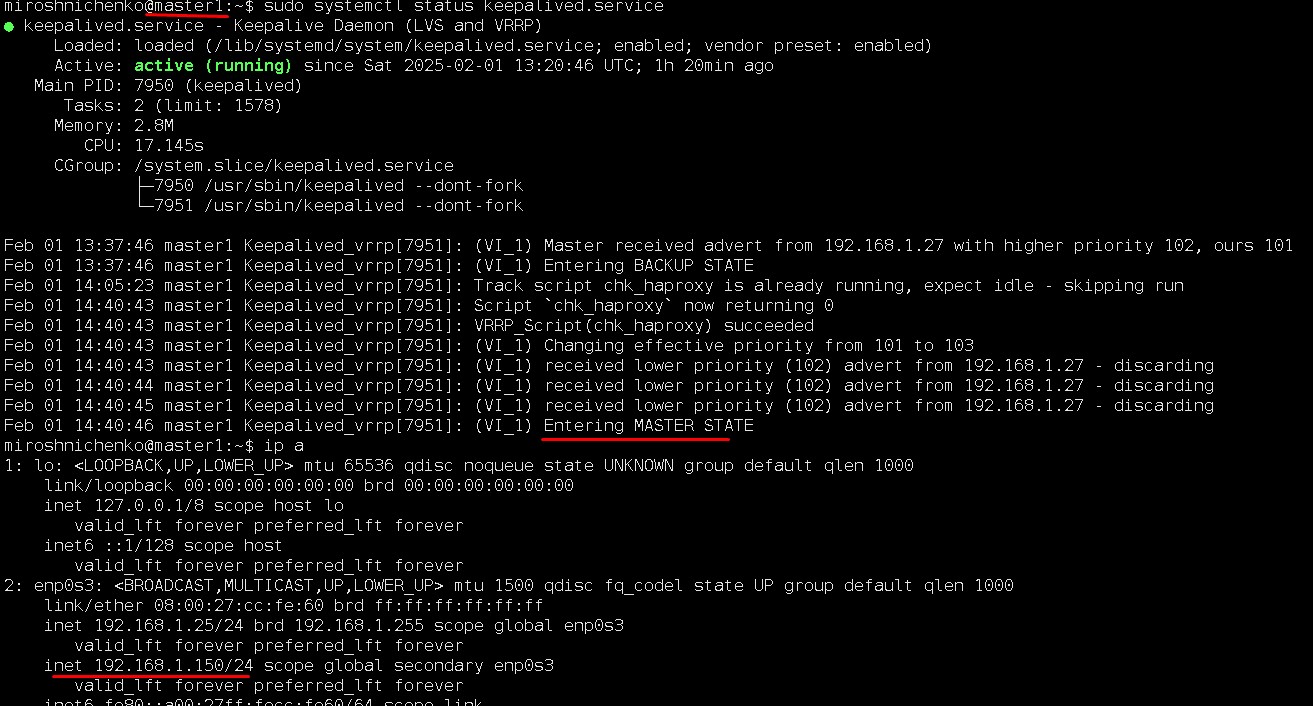 miroshnichenko@master1:~$ sudo systemctl status keepalived.service
● keepalived.service - Keepalive Daemon (LVS and VRRP)
     Loaded: loaded (/lib/systemd/system/keepalived.service; enabled; vendor preset: enabled)
     Active: active (running) since Sat 2025-02-01 13:20:46 UTC; 1h 20min ago
   Main PID: 7950 (keepalived)
      Tasks: 2 (limit: 1578)
     Memory: 2.8M
        CPU: 17.145s
     CGroup: /system.slice/keepalived.service
             ├─7950 /usr/sbin/keepalived --dont-fork
             └─7951 /usr/sbin/keepalived --dont-fork

Feb 01 13:37:46 master1 Keepalived_vrrp[7951]: (VI_1) Master received advert from 192.168.1.27 with higher priority 102, ours 101
Feb 01 13:37:46 master1 Keepalived_vrrp[7951]: (VI_1) Entering BACKUP STATE
Feb 01 14:05:23 master1 Keepalived_vrrp[7951]: Track script chk_haproxy is already running, expect idle - skipping run
Feb 01 14:40:43 master1 Keepalived_vrrp[7951]: Script `chk_haproxy` now returning 0
Feb 01 14:40:43 master1 Keepalived_vrrp[7951]: VRRP_Script(chk_haproxy) succeeded
Feb 01 14:40:43 master1 Keepalived_vrrp[7951]: (VI_1) Changing effective priority from 101 to 103
Feb 01 14:40:43 master1 Keepalived_vrrp[7951]: (VI_1) received lower priority (102) advert from 192.168.1.27 - discarding
Feb 01 14:40:44 master1 Keepalived_vrrp[7951]: (VI_1) received lower priority (102) advert from 192.168.1.27 - discarding
Feb 01 14:40:45 master1 Keepalived_vrrp[7951]: (VI_1) received lower priority (102) advert from 192.168.1.27 - discarding
Feb 01 14:40:46 master1 Keepalived_vrrp[7951]: (VI_1) Entering MASTER STATE
miroshnichenko@master1:~$ ip a
1: lo: <LOOPBACK,UP,LOWER_UP> mtu 65536 qdisc noqueue state UNKNOWN group default qlen 1000
    link/loopback 00:00:00:00:00:00 brd 00:00:00:00:00:00
    inet 127.0.0.1/8 scope host lo
       valid_lft forever preferred_lft forever
    inet6 ::1/128 scope host
       valid_lft forever preferred_lft forever
2: enp0s3: <BROADCAST,MULTICAST,UP,LOWER_UP> mtu 1500 qdisc fq_codel state UP group default qlen 1000
    link/ether 08:00:27:cc:fe:60 brd ff:ff:ff:ff:ff:ff
    inet 192.168.1.25/24 brd 192.168.1.255 scope global enp0s3
       valid_lft forever preferred_lft forever
    inet 192.168.1.150/24 scope global secondary enp0s3
       valid_lft forever preferred_lft forever
    inet6 fe80::a00:27ff:fecc:fe60/64 scope link